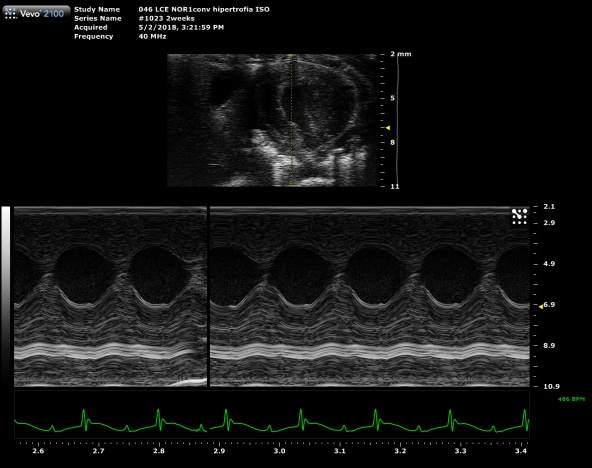 Vevo 2100
Study Name 046 LCE NOR1conv hipertrofia ISO
Series Name #1023 2weeks
Acquired 5/2/2018, 3:21:59 PM
Frequency 40 MHz
2 mm
5
8
11
2.1
2.9
4.9
6.9
8.9
10.9
486 BPM
2.6 2.7 2.8 2.9 3.0 3.1 3.2 3.3 3.4